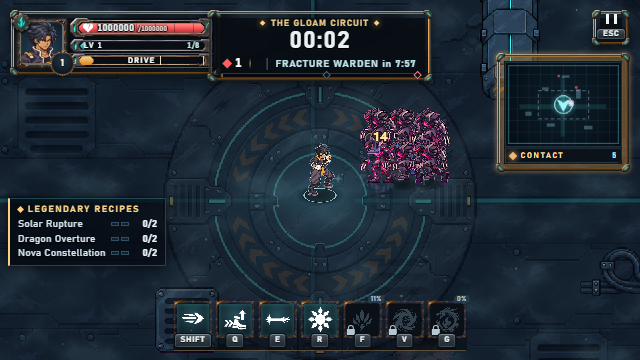 1000000 /1000000
LV 1
1/8
DRIVE
1
THE GLOAM CIRCUIT
00:02
1
FRACTURE WARDEN in 7:57
ESC
CONTACT
5
14
LEGENDARY RECIPES
Solar Rupture 0/2
Dragon Overture 0/2
Nova Constellation 0/2
11%
0%
SHIFT
Q
E
R
F
V
G